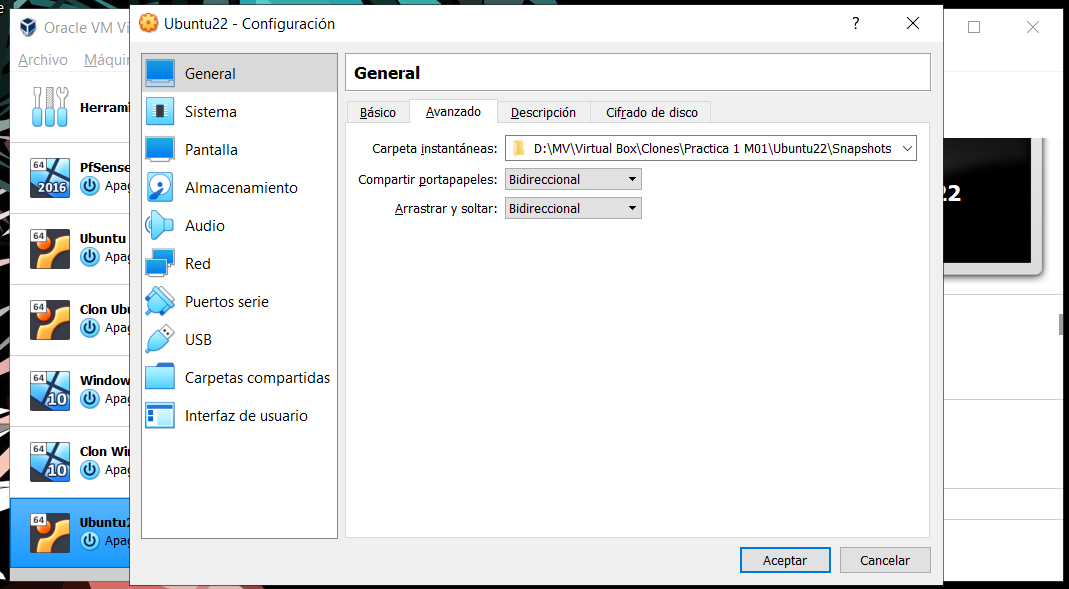 Oracle VM Vi
Ubuntu22 - Configuración
?
Archivo
Máquin
Herrami
64
2016
PfSense
Apag
64
Ubuntu
Apag
64
Clon Ubu
Apag
64
10
Window
Apag
64
10
Clon Win
Apag
64
Ubuntu2
Apag
General
Sistema
Pantalla
Almacenamiento
Audio
Red
Puertos serie
USB
Carpetas compartidas
Interfaz de usuario
General
Básico
Avanzado
Descripción
Cifrado de disco
Carpeta instantáneas:
D:\MV\Virtual Box\Clones\Practica 1 M01\Ubuntu22\Snapshots
Compartir portapapeles:
Bidireccional
Arrastrar y soltar:
Bidireccional
22
Aceptar
Cancelar